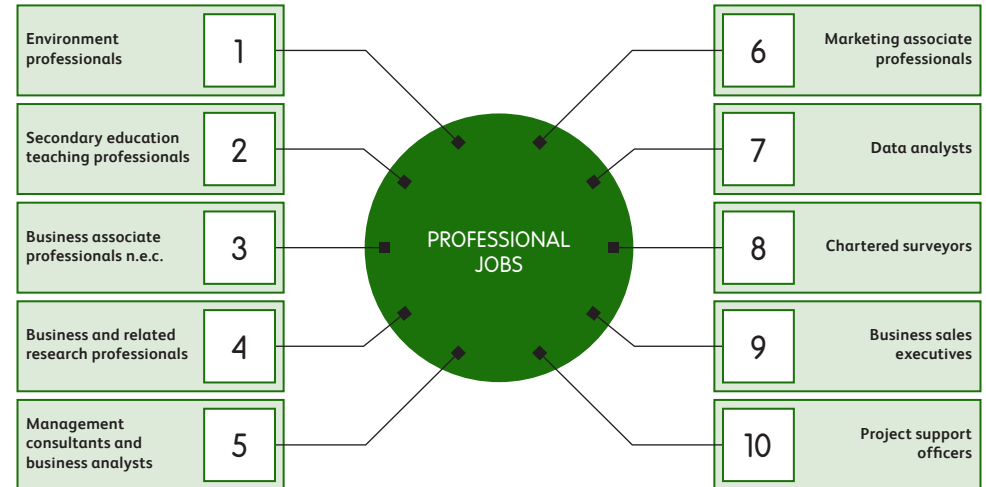 Environment
professionals
1
Secondary education
teaching professionals
2
Business associate
professionals n.e.c.
3
Business and related
research professionals
4
Management
consultants and
business analysts
5
PROFESSIONAL
JOBS
6
Marketing associate
professionals
7
Data analysts
8
Chartered surveyors
9
Business sales
executives
10
Project support
officers